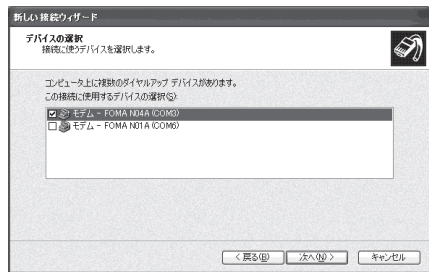 新しい接続ウィザード
デバイスの選択
接続に使うデバイスを選択します。
コンピュータ上に複数のダイヤルアップ デバイスがあります。
この接続に使用するデバイスの選択(S):
モデム - FOMA N04A (COM3)
モデム - FOMA N01A (COM6)
< 戻る(B)
次へ(N) >
キャンセル